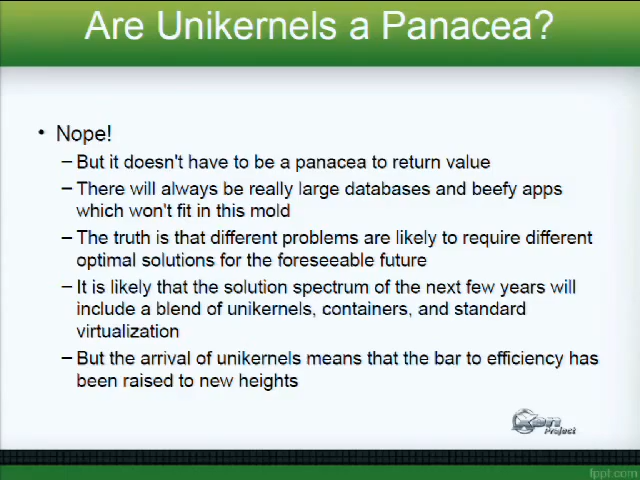 Are Unikernels a Panacea?
• Nope!
– But it doesn't have to be a panacea to return value
– There will always be really large databases and beefy apps
which won't fit in this mold
– The truth is that different problems are likely to require different
optimal solutions for the foreseeable future
– It is likely that the solution spectrum of the next few years will
include a blend of unikernels, containers, and standard
virtualization
– But the arrival of unikernels means that the bar to efficiency has
been raised to new heights
Xen
Project
fppt.com